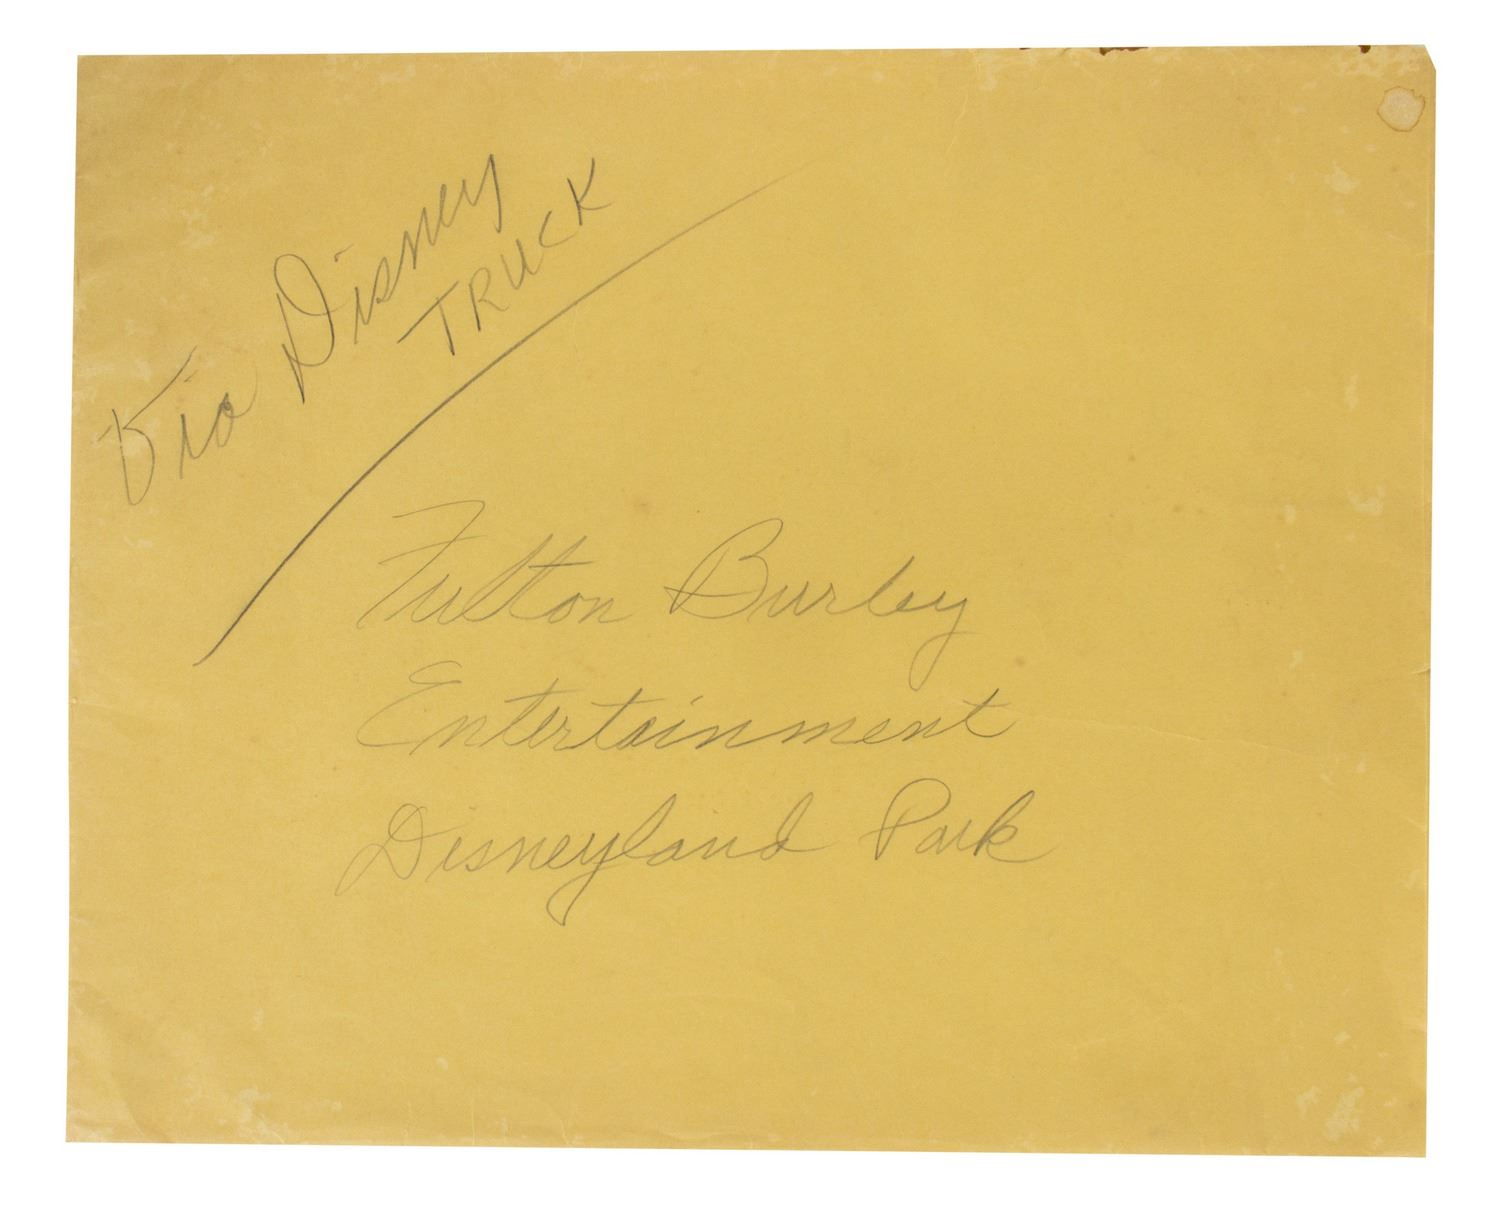 Via Disney
TRUCK
Fulton Burley
Entertainment
Disneyland Park